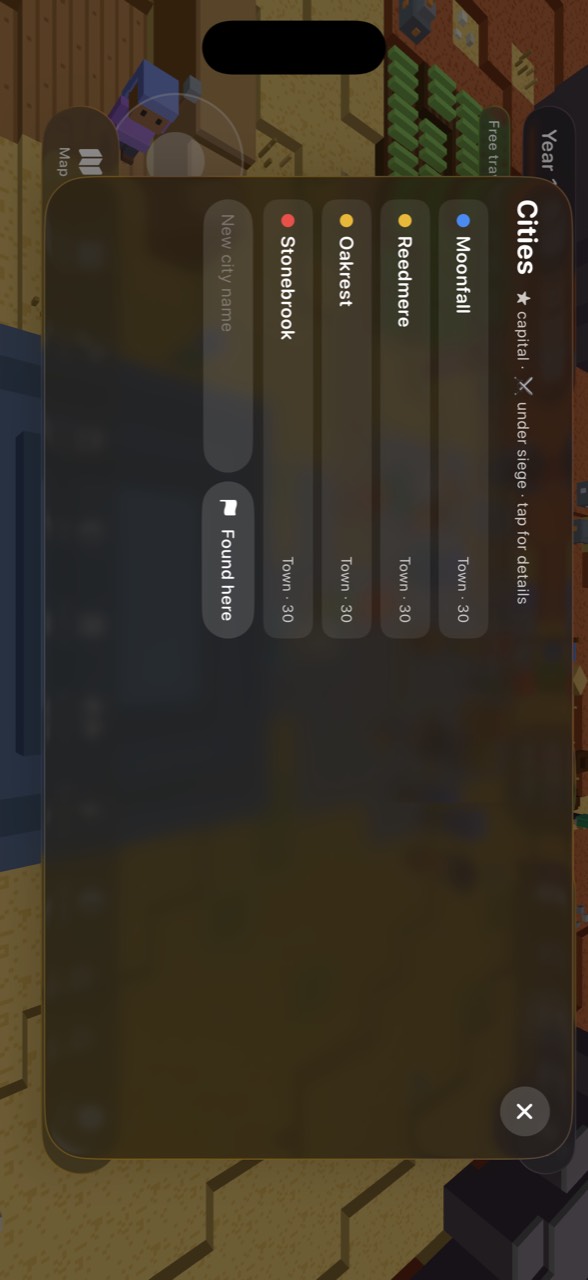 Year
Free tra
Cities ★ capital · ⚔ under siege · tap for details
Moonfall Town · 30
Reedmere Town · 30
Oakrest Town · 30
Stonebrook Town · 30
New city name Found here
Map